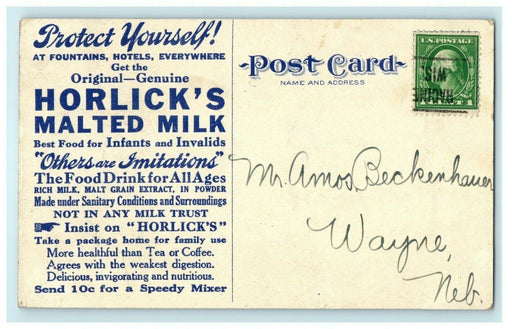 Protect Yourself!
AT FOUNTAINS, HOTELS, EVERYWHERE
Get the
Original—Genuine
HORLICK'S
MALTED MILK
Best Food for Infants and Invalids
"Others are Imitations"
The Food Drink for All Ages
RICH MILK, MALT GRAIN EXTRACT, IN POWDER
Made under Sanitary Conditions and Surroundings
NOT IN ANY MILK TRUST
Insist on "HORLICK'S"
Take a package home for family use
More healthful than Tea or Coffee.
Agrees with the weakest digestion.
Delicious, invigorating and nutritious.
Send 10c for a Speedy Mixer
Post Card
NAME AND ADDRESS
U.S. POSTAGE
RACINE
WIS.
1
Mr. Amos Beckenhauer
Wayne,
Neb.